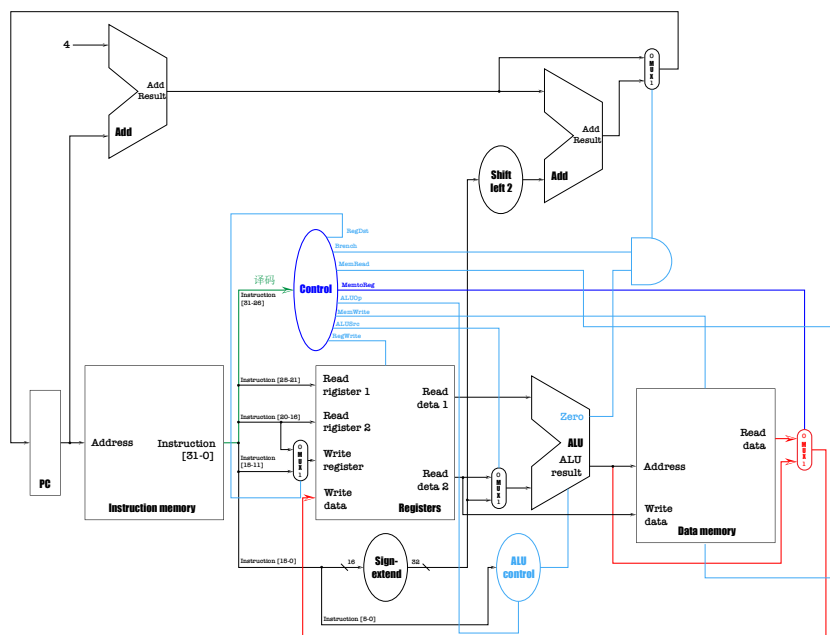 4
Add
Result
Add
0
MUX
1
Add
Result
Add
Shift
left 2
RegDst
Branch
MemRead
MemtoReg
ALUOp
MemWrite
ALUSrc
RegWrite
译码
Control
Instruction
[31-26]
Instruction [25-21]
Instruction [20-16]
Instruction
[15-11]
0
MUX
1
Read
rigister 1
Read
rigister 2
Write
register
Write
data
Read
deta 1
Read
deta 2
Registers
Address
Instruction
[31-0]
Instruction memory
PC
0
MUX
1
Zero
ALU
ALU
result
Address
Write
data
Read
data
Data memory
0
MUX
1
Instruction [15-0]
16
Sign-
extend
32
ALU
control
Instruction [5-0]